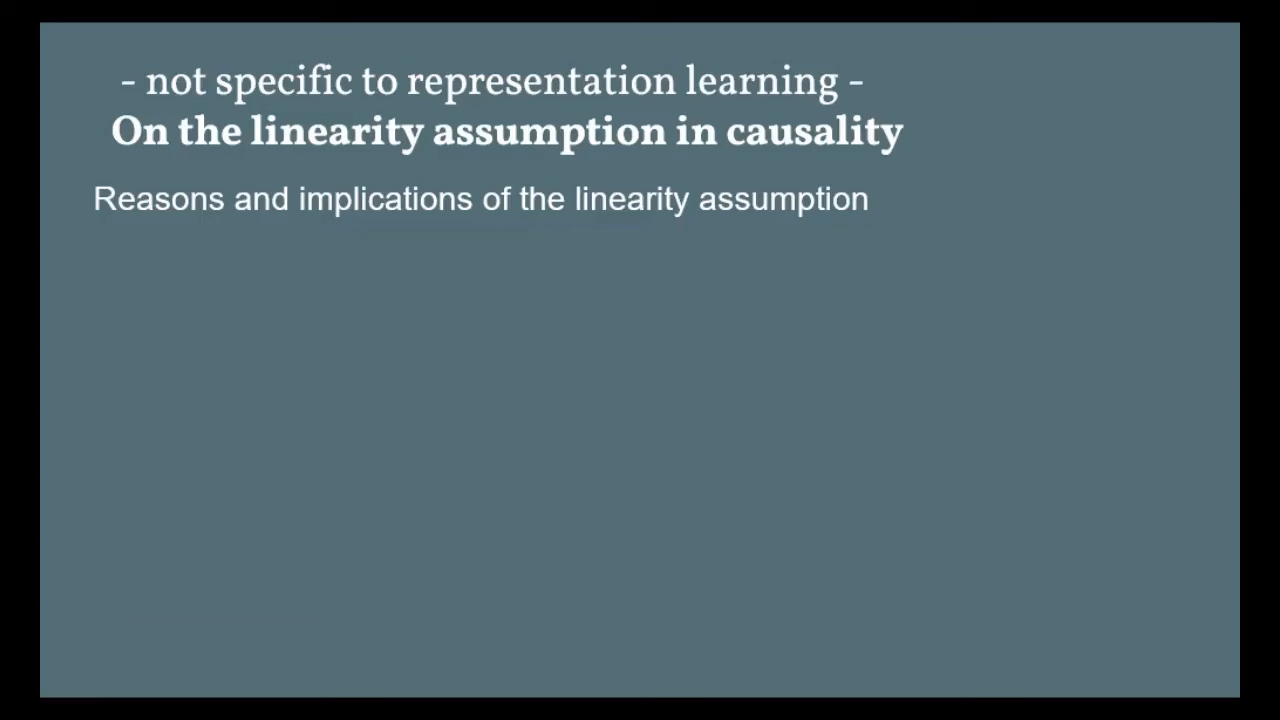 - not specific to representation learning -
On the linearity assumption in causality
Reasons and implications of the linearity assumption